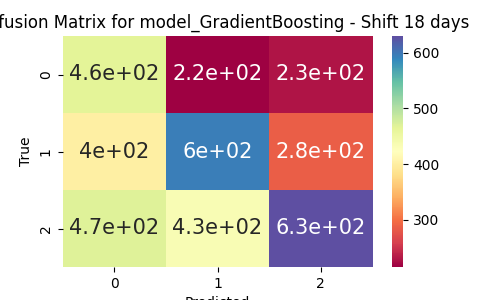 fusion Matrix for model_GradientBoosting - Shift 18 days
0 4.6e+02 2.2e+02 2.3e+02
1 4e+02 6e+02 2.8e+02
2 4.7e+02 4.3e+02 6.3e+02
True
0 1 2
Predicted
600
500
400
300